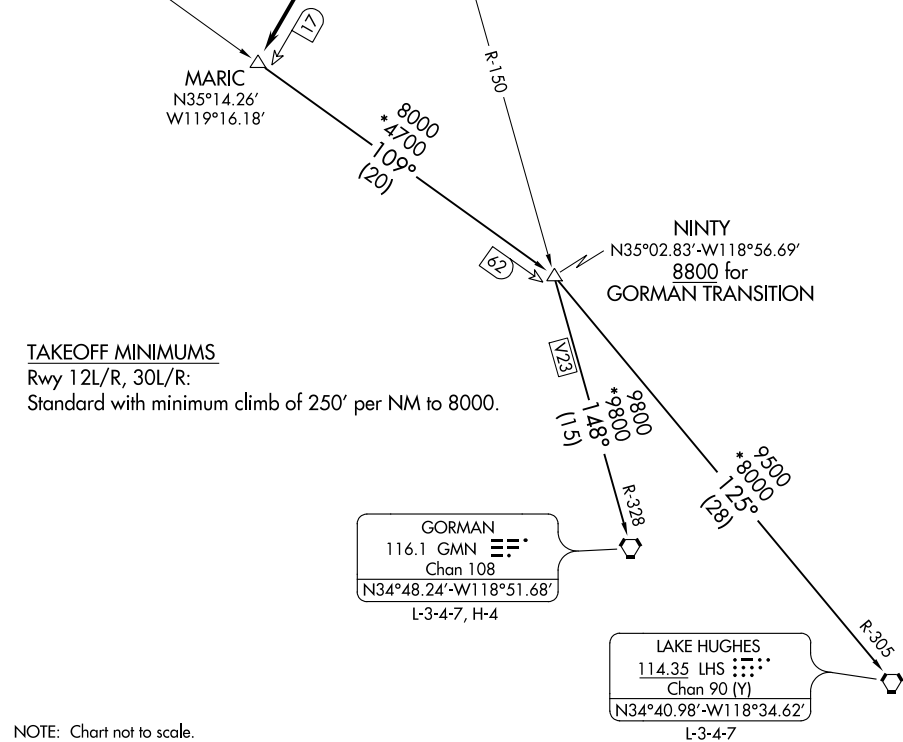 17
R-150
MARIC
N35°14.26'
W119°16.18'
8000
*4700
109°
(20)
NINTY
N35°02.83'-W118°56.69'
8800 for
GORMAN TRANSITION
62
TAKEOFF MINIMUMS
Rwy 12L/R, 30L/R:
Standard with minimum climb of 250' per NM to 8000.
V23
9800
*9800
148°
(15)
9500
*8000
125°
(28)
R-328
GORMAN
116.1 GMN
Chan 108
N34°48.24'-W118°51.68'
L-3-4-7, H-4
R-305
LAKE HUGHES
114.35 LHS
Chan 90 (Y)
N34°40.98'-W118°34.62'
L-3-4-7
NOTE: Chart not to scale.